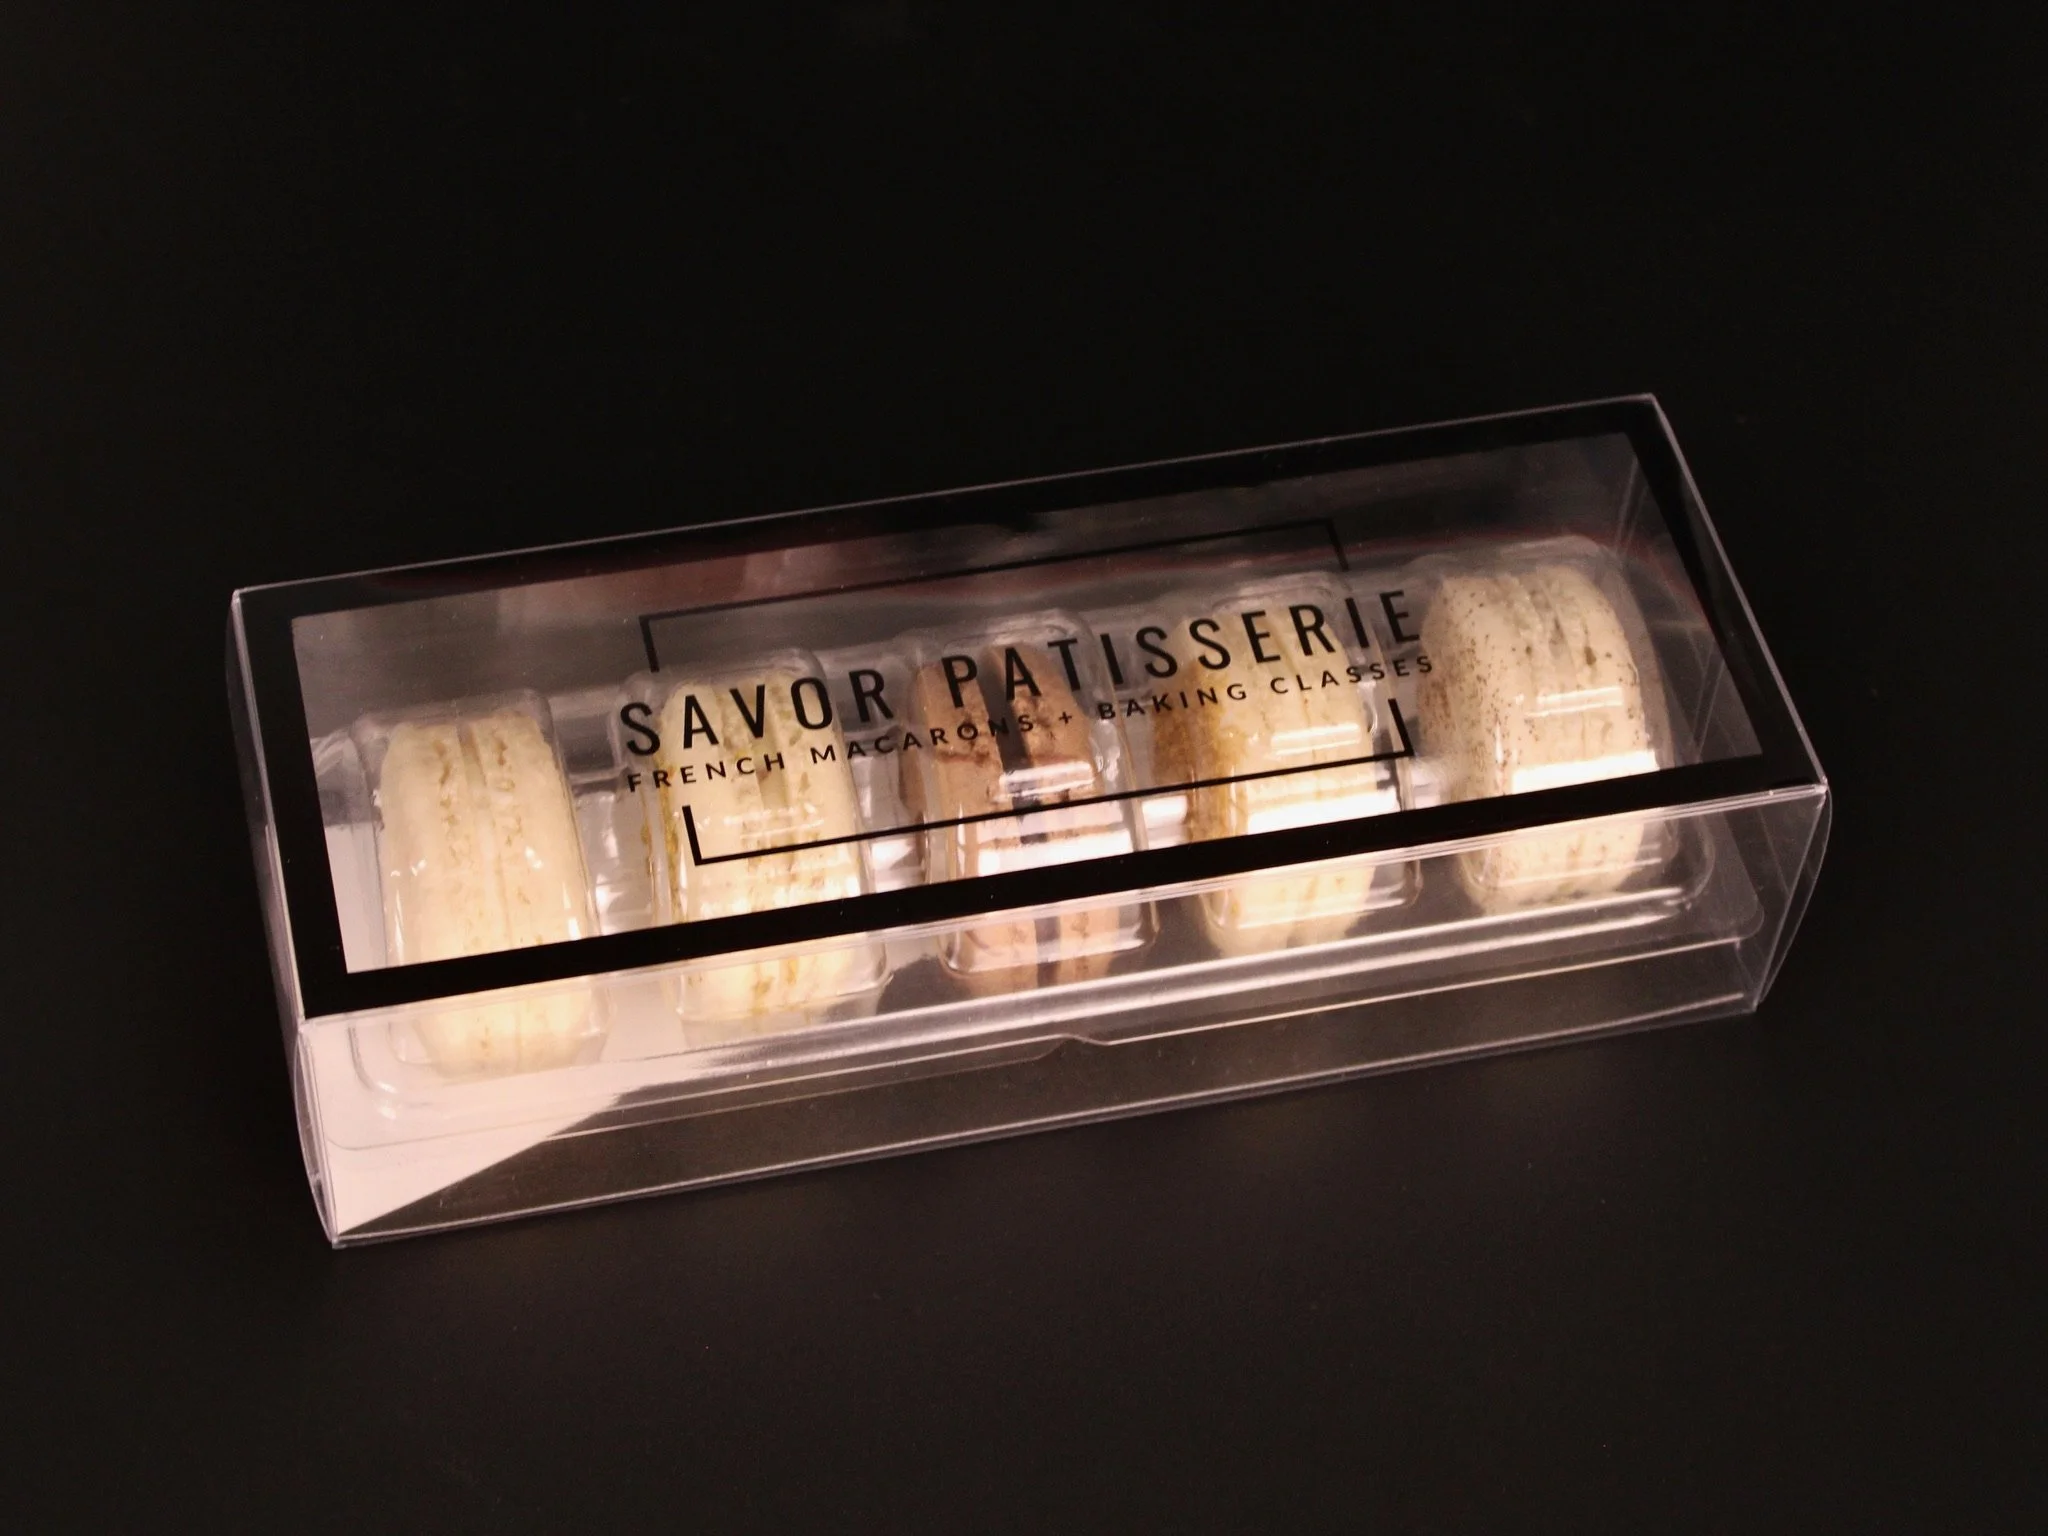 SAVOR PATISSERIE
FRENCH MACARONS + BAKING CLASSES